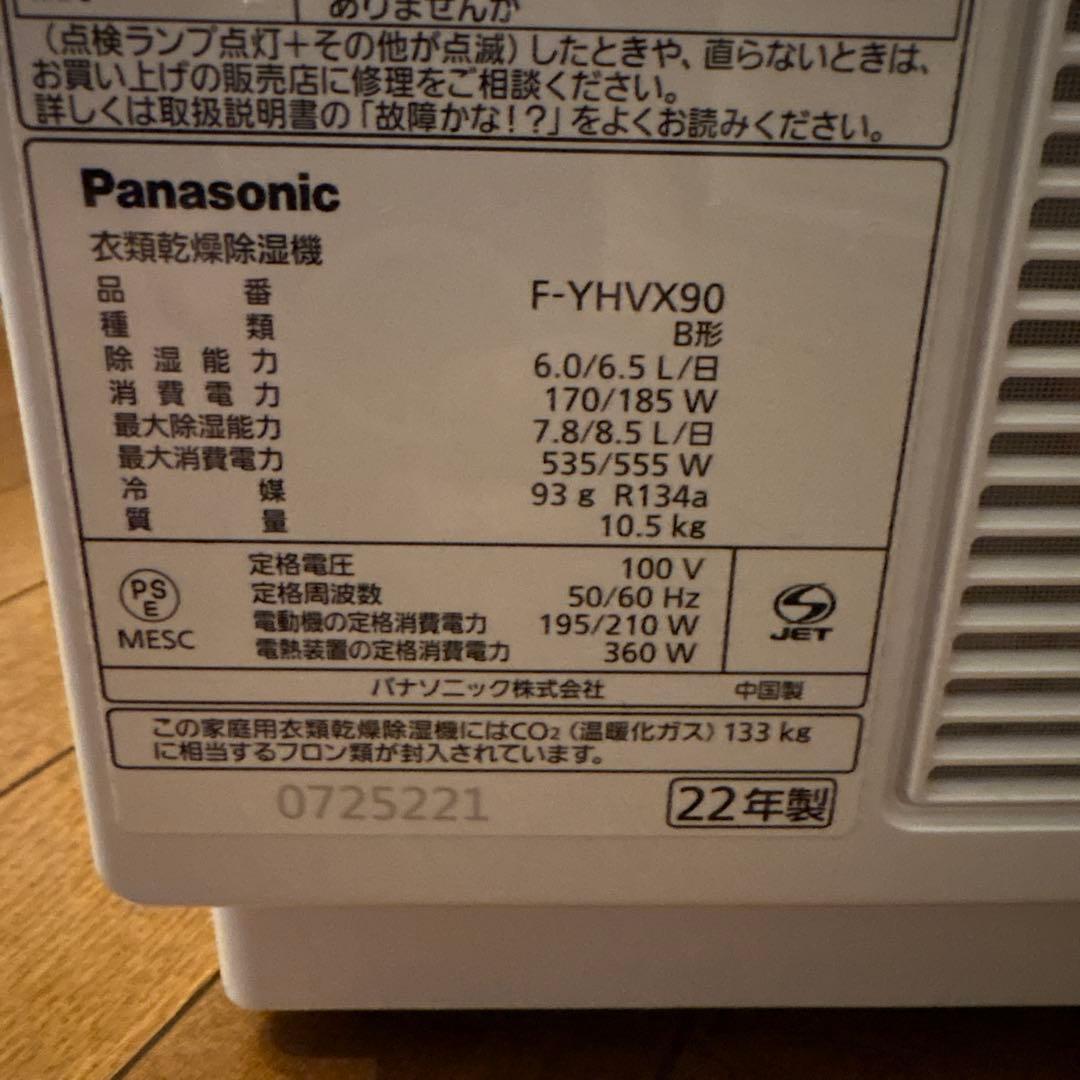 ありませんか
(点検ランプ点灯+その他が点滅)したときや、直らないときは、
お買い上げの販売店に修理をご相談ください。
詳しくは取扱説明書の「故障かな!?」をよくお読みください。
Panasonic
衣類乾燥除湿機
品番 F-YHVX90
種類 B形
除湿能力 6.0/6.5 L/日
消費電力 170/185 W
最大除湿能力 7.8/8.5 L/日
最大消費電力 535/555 W
冷媒 93 g R134a
質量 10.5 kg
PS
E
MESC
定格電圧 100 V
定格周波数 50/60 Hz
電動機の定格消費電力 195/210 W
電熱装置の定格消費電力 360 W
JET
パナソニック株式会社 中国製
この家庭用衣類乾燥除湿機にはCO₂(温暖化ガス)133 kg
に相当するフロン類が封入されています。
0725221
22年製